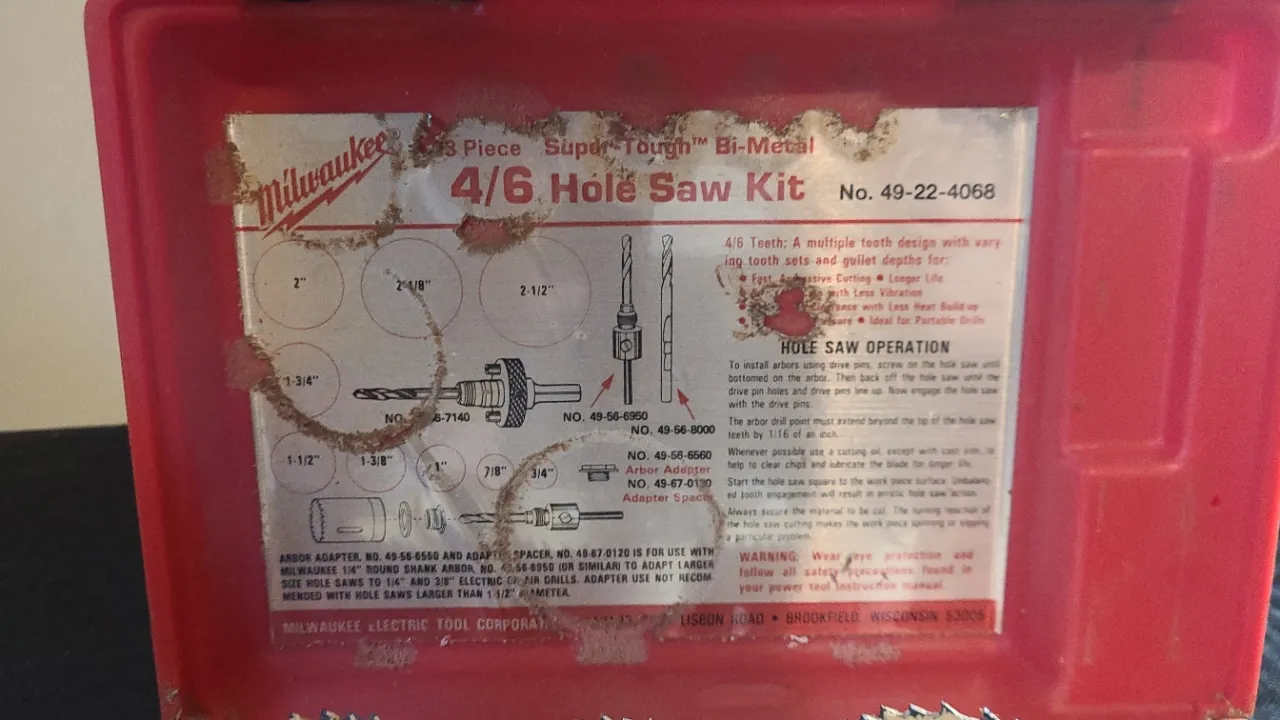 Milwaukee®
3 Piece Super-Tough™ Bi-Metal
4/6 Hole Saw Kit No. 49-22-4068
2" 2-1/8" 2-1/2"
1-3/4"
NO. 6-7140
NO. 49-56-6950
NO. 49-56-8000
1-1/2" 1-3/8" 1" 7/8" 3/4"
NO. 49-56-6560
Arbor Adapter
NO. 49-67-0120
Adapter Spacer
ARBOR ADAPTER, NO. 49-56-6560 AND ADAPTER SPACER, NO. 49-67-0120 IS FOR USE WITH
MILWAUKEE 1/4" ROUND SHANK ARBOR, NO. 49-56-6950 (OR SIMILAR) TO ADAPT LARGER
SIZE HOLE SAWS TO 1/4" AND 3/8" ELECTRIC OR AIR DRILLS. ADAPTER USE NOT RECOM-
MENDED WITH HOLE SAWS LARGER THAN 1-1/2" DIAMETER.
4/6 Teeth; A multiple tooth design with vary
ing tooth sets and gullet depths for:
• Fast, Aggressive Cutting • Longer Life
with Less Vibration
with Less Heat Build-up
• Ideal for Portable Drills
HOLE SAW OPERATION
To install arbors using drive pins, screw on the hole saw until
bottomed on the arbor. Then back off the hole saw until the
drive pin holes and drive pins line up. Now engage the hole saw
with the drive pins.
The arbor drill point must extend beyond the tip of the hole saw
teeth by 1/16 of an inch.
Whenever possible use a cutting oil, except with cast iron, to
help to clear chips and lubricate the blade for longer life.
Start the hole saw square to the work piece surface. Unbalanc-
ed tooth engagement will result in erratic hole saw action.
Always secure the material to be cut. The turning reaction of
the hole saw cutting makes the work piece spinning or slipping
a particular problem.
WARNING: Wear eye protection and
follow all safety precautions found in
your power tool instruction manual.
MILWAUKEE ELECTRIC TOOL CORPORAT LISBON ROAD • BROOKFIELD, WISCONSIN 53005